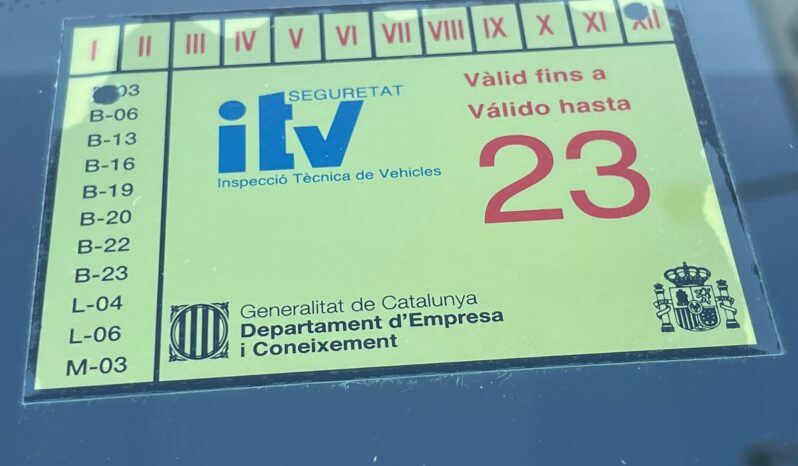 I II III IV V VI VII VIII IX X XI XII
SEGURETAT
itv
Inspecció Tècnica de Vehicles
Vàlid fins a
Válido hasta
23
B-06
B-13
B-16
B-19
B-20
B-22
B-23
L-04
L-06
M-03
Generalitat de Catalunya
Departament d'Empresa
i Coneixement